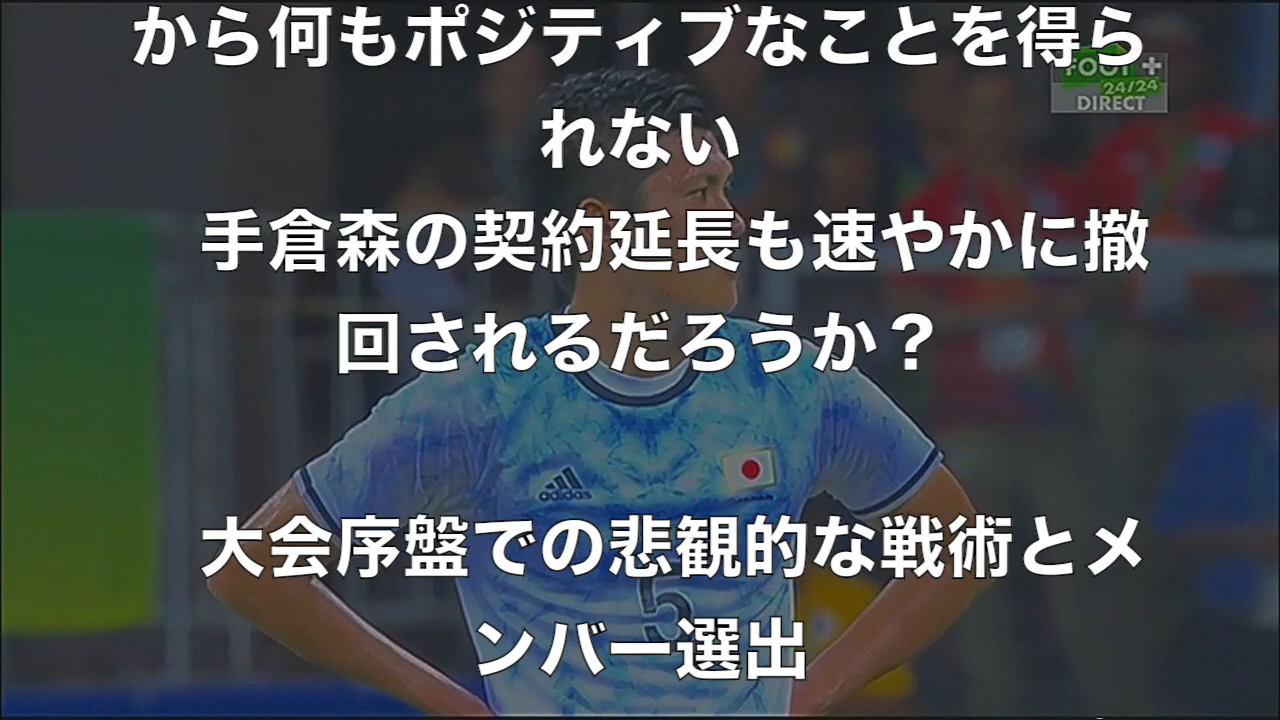 から何もポジティブなことを得ら
れない
手倉森の契約延長も速やかに撤
回されるだろうか？
大会序盤での悲観的な戦術とメ
ンバー選出
FOOT+
24/24
DIRECT
adidas
5